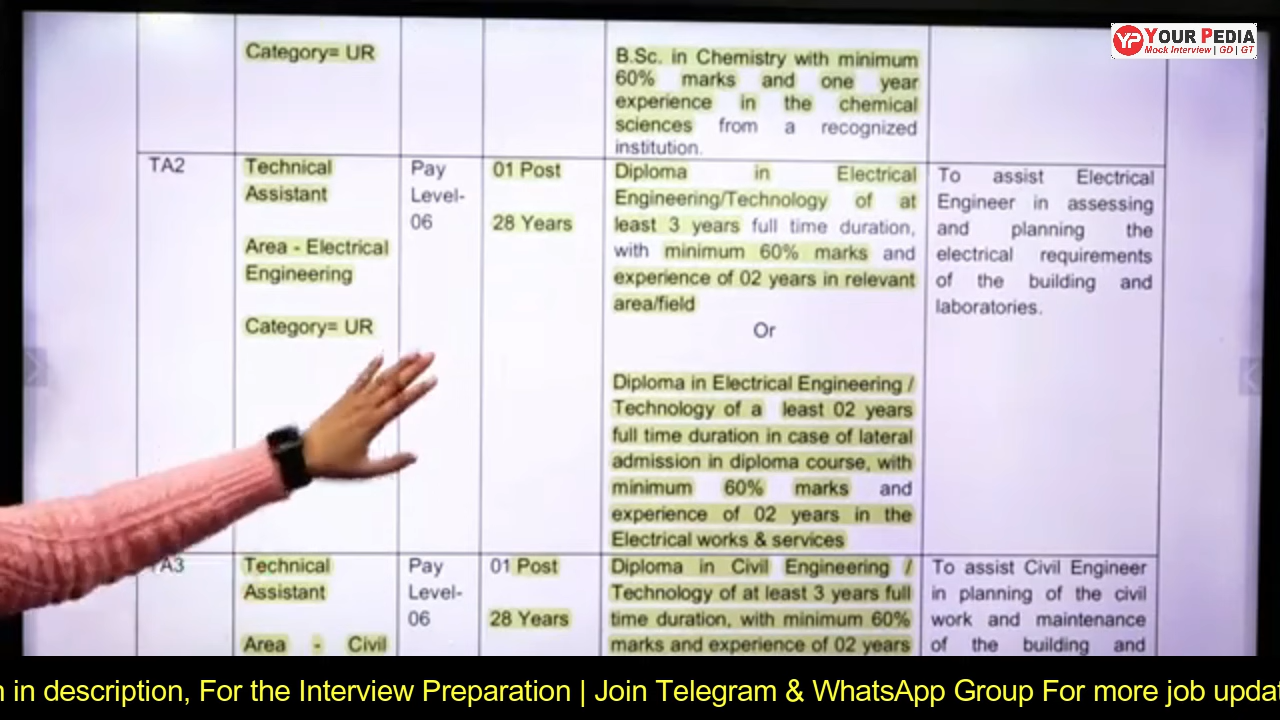 YP YOUR PEDIA
Mock Interview | GD | GT
Category= UR
B.Sc. in Chemistry with minimum
60% marks and one year
experience in the chemical
sciences from a recognized
institution.
TA2
Technical
Assistant
Area - Electrical
Engineering
Category= UR
Pay
Level-
06
01 Post
28 Years
Diploma in Electrical
Engineering/Technology of at
least 3 years full time duration,
with minimum 60% marks and
experience of 02 years in relevant
area/field
Or
Diploma in Electrical Engineering /
Technology of a least 02 years
full time duration in case of lateral
admission in diploma course, with
minimum 60% marks and
experience of 02 years in the
Electrical works & services
To assist Electrical
Engineer in assessing
and planning the
electrical requirements
of the building and
laboratories.
TA3
Technical
Assistant
Area - Civil
Pay
Level-
06
01 Post
28 Years
Diploma in Civil Engineering /
Technology of at least 3 years full
time duration, with minimum 60%
marks and experience of 02 years
To assist Civil Engineer
in planning of the civil
work and maintenance
of the building and
in description, For the Interview Preparation | Join Telegram & WhatsApp Group For more job